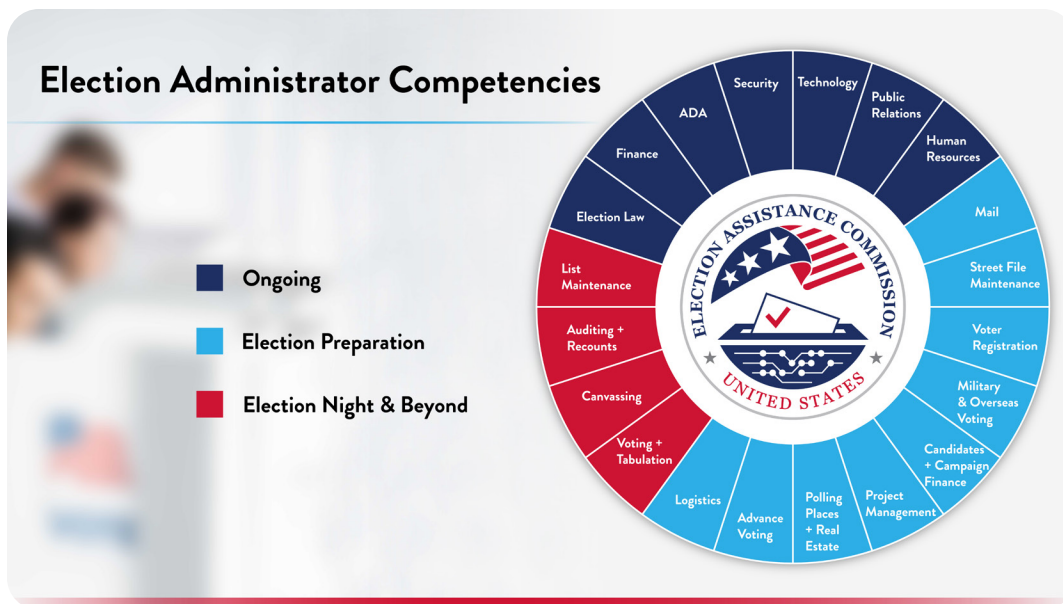 Election Administrator Competencies
Ongoing
Election Preparation
Election Night & Beyond
Security
Technology
Public
Relations
Human
Resources
Mail
Street File
Maintenance
Voter
Registration
Military
& Overseas
Voting
Candidates
+ Campaign
Finance
Project
Management
Polling
Places
+ Real
Estate
Advance
Voting
Logistics
Voting +
Tabulation
Canvassing
Auditing +
Recounts
List
Maintenance
Election Law
Finance
ADA
ELECTION ASSISTANCE COMMISSION
UNITED STATES